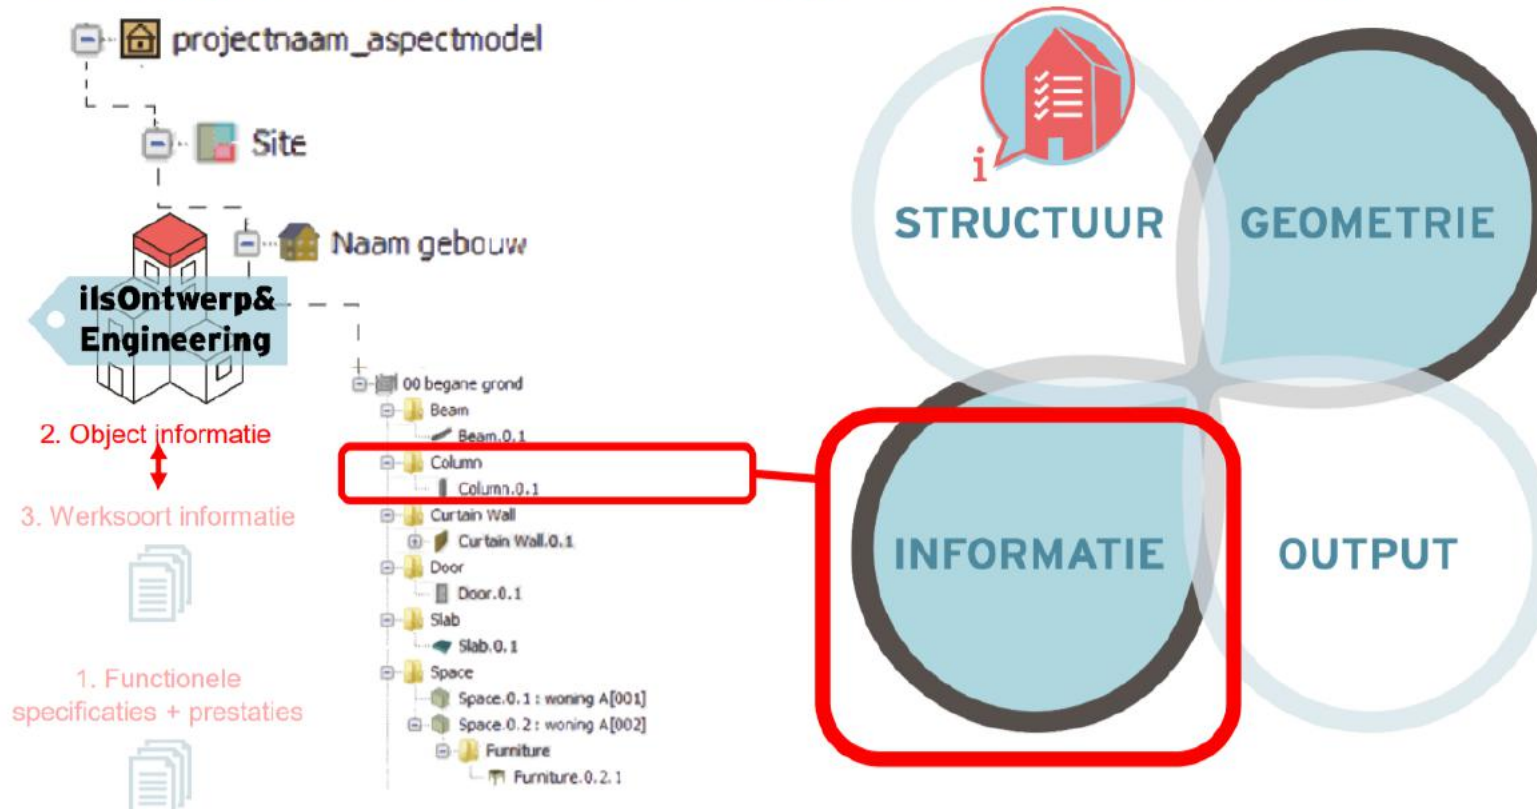 projectnaam_aspectmodel
Site
Naam gebouw
ilsOntwerp&
Engineering
2. Object informatie
3. Werksoort informatie
1. Functionele
specificaties + prestaties
00 begane grond
Beam
Beam.0.1
Column
Column.0.1
Curtain Wall
Curtain Wall.0.1
Door
Door.0.1
Slab
Slab.0.1
Space
Space.0.1 : woning A[001]
Space.0.2 : woning A[002]
Furniture
Furniture.0.2.1
i
STRUCTUUR
GEOMETRIE
INFORMATIE
OUTPUT